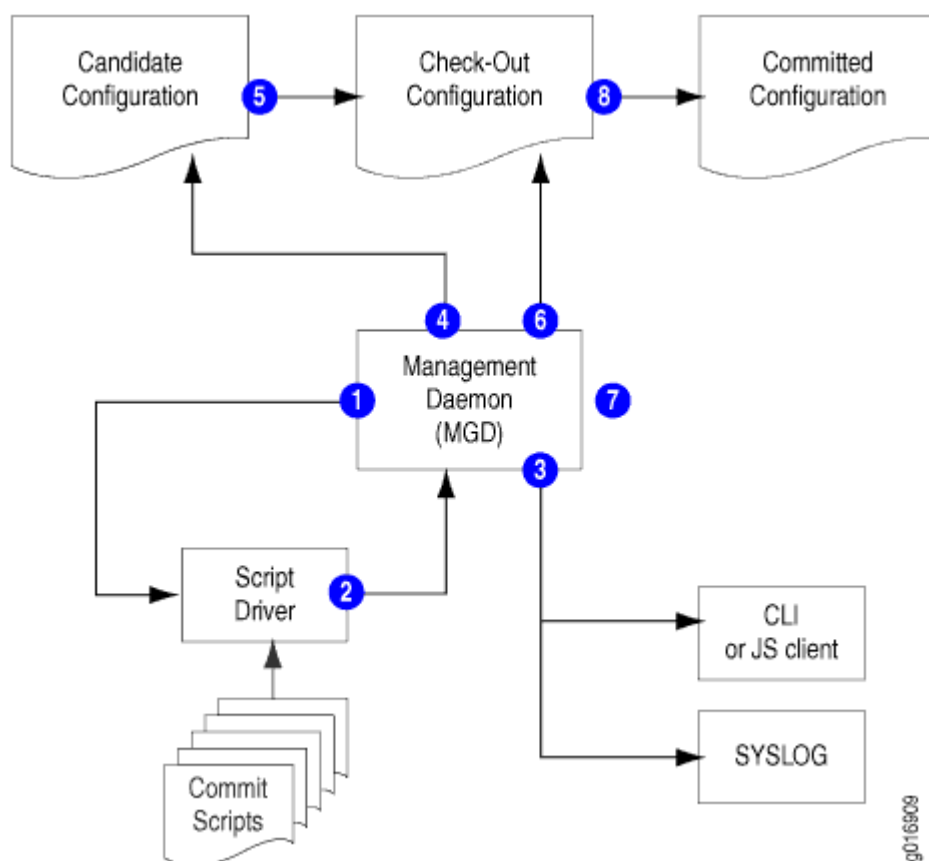 Candidate
Configuration
5
Check-Out
Configuration
8
Committed
Configuration
4
6
1
Management
Daemon
(MGD)
7
3
Script
Driver
2
CLI
or JS client
SYSLOG
Commit
Scripts
g016909